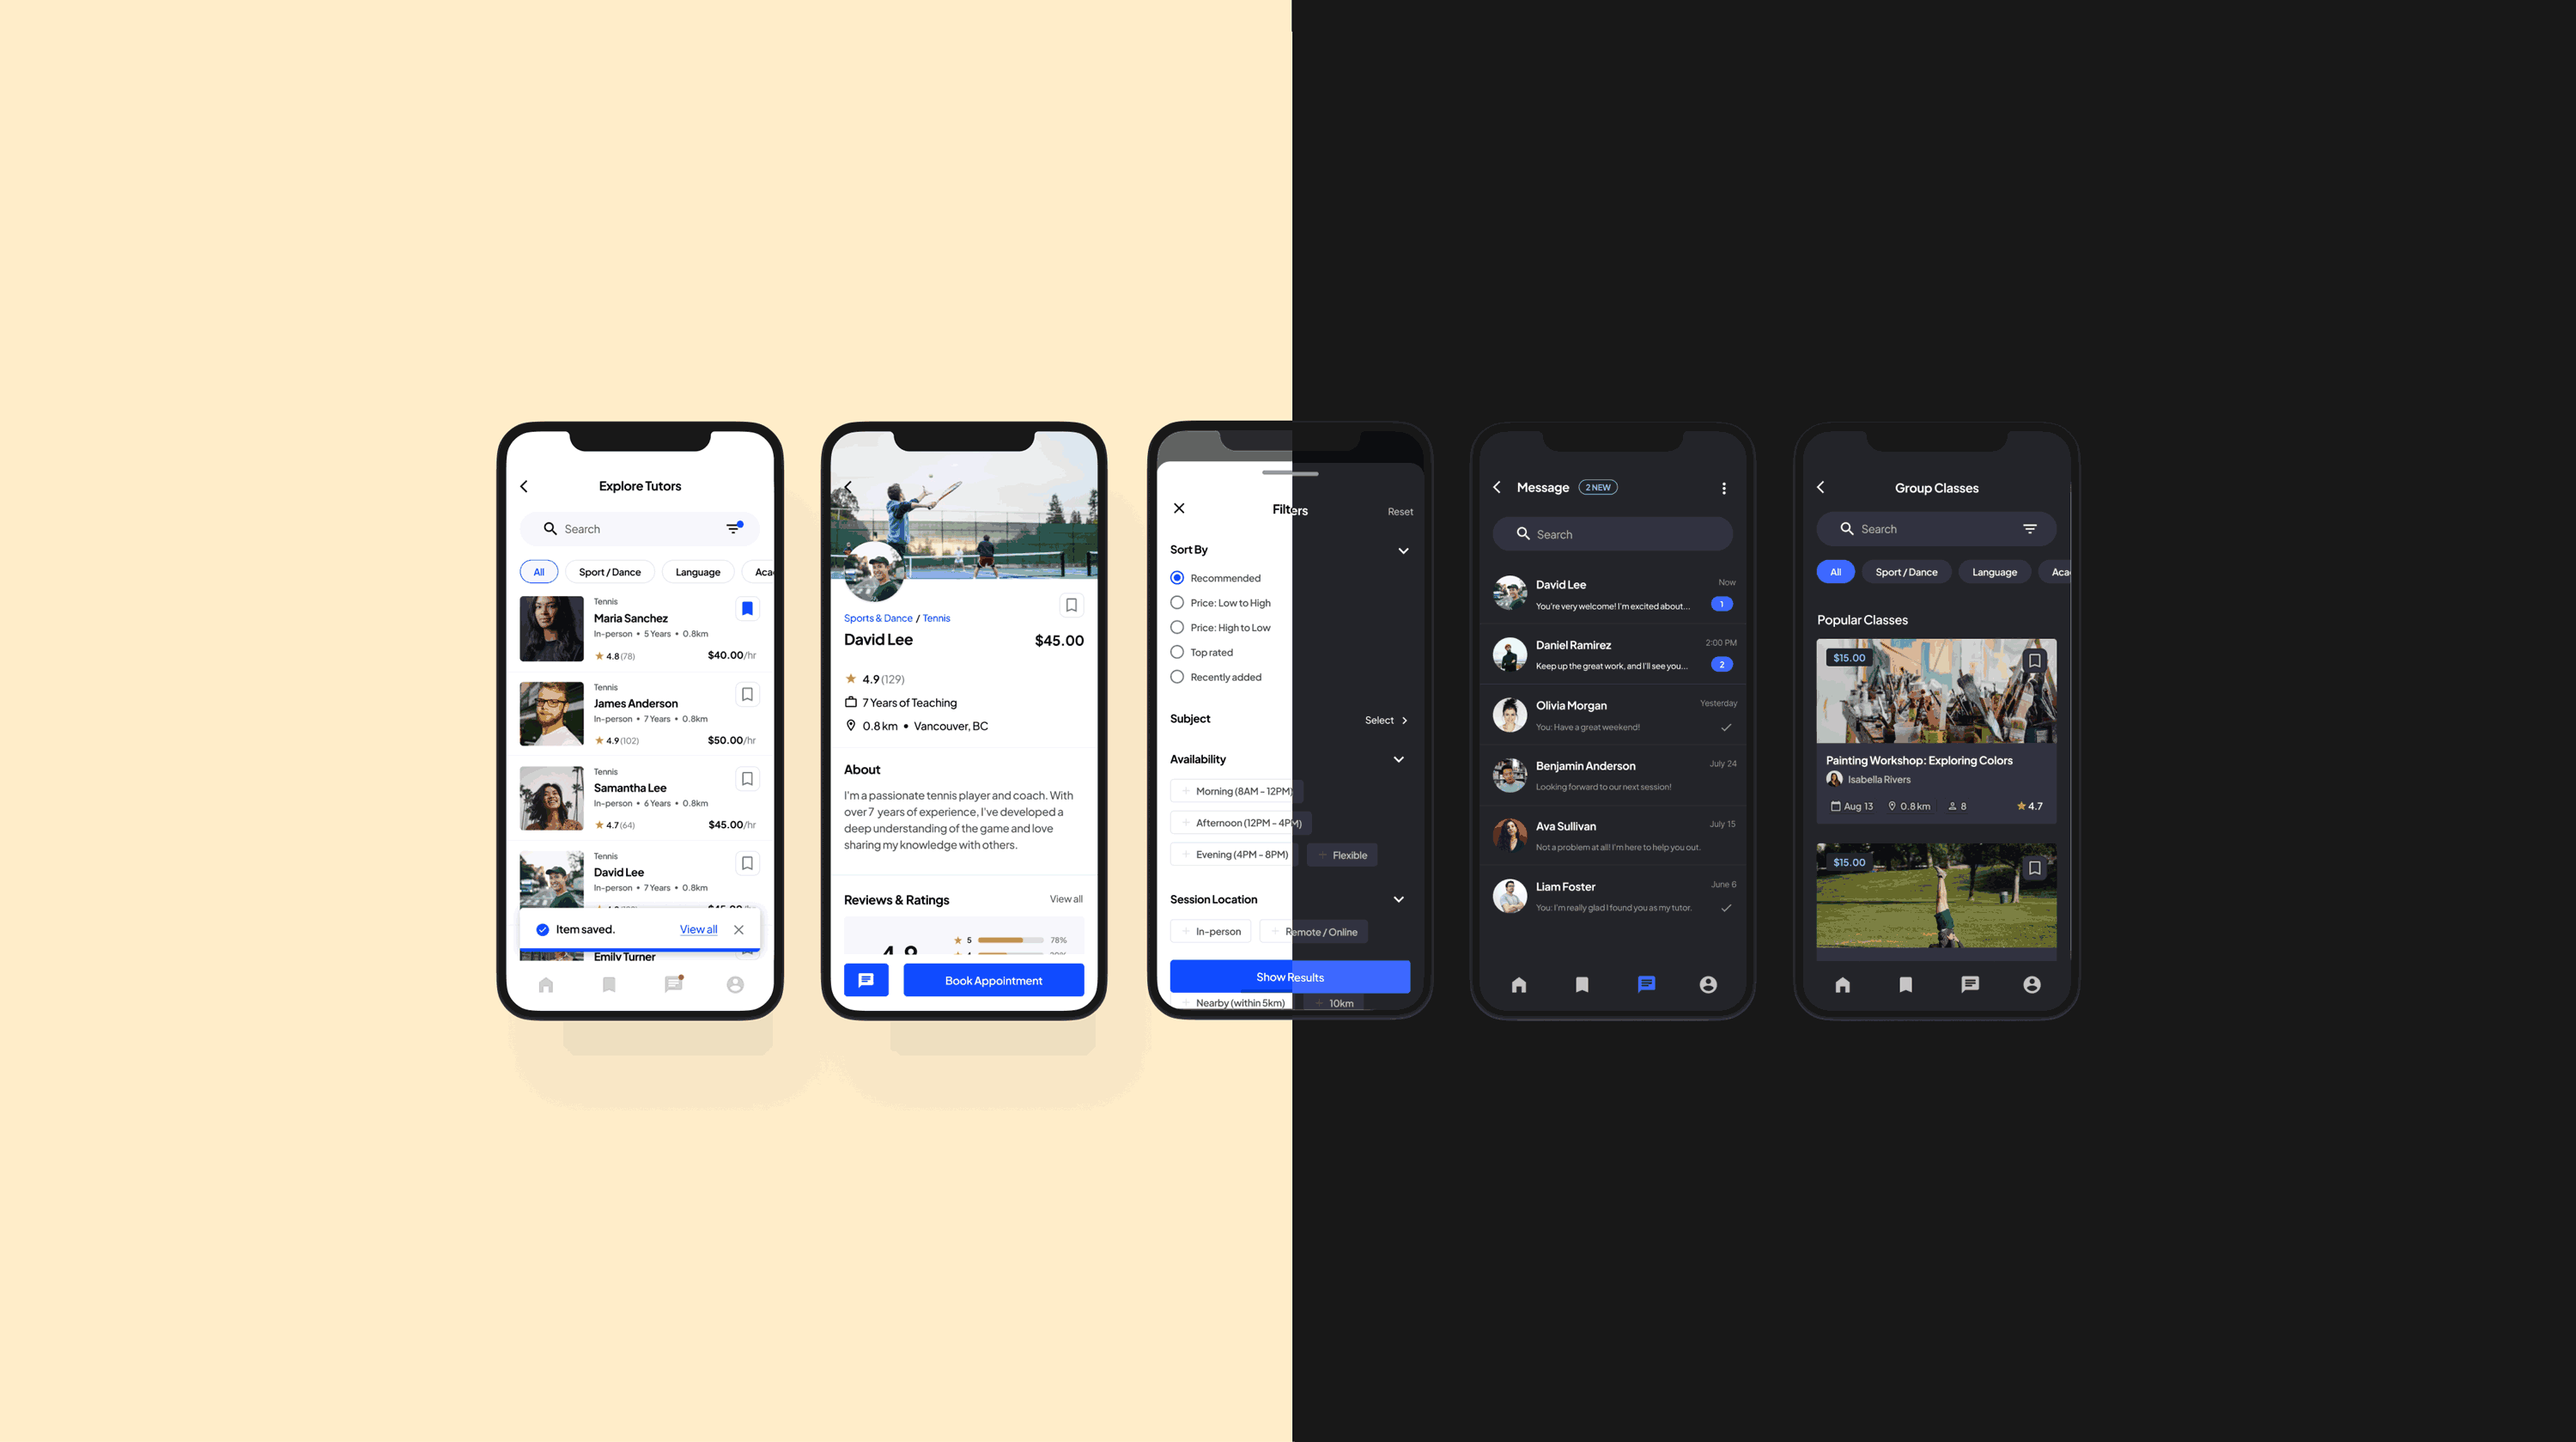 Explore Tutors
Search
All
Sport / Dance
Language
Tennis
Maria Sanchez
In-person • 5 Years • 0.8km
4.8 (78)
$40.00/hr
Tennis
James Anderson
In-person • 7 Years • 0.8km
4.9 (102)
$50.00/hr
Tennis
Samantha Lee
In-person • 6 Years • 0.8km
4.7 (64)
$45.00/hr
Tennis
David Lee
In-person • 7 Years • 0.8km
Item saved.
View all
Emily Turner
Sports & Dance / Tennis
David Lee
$45.00
4.9 (129)
7 Years of Teaching
0.8 km • Vancouver, BC
About
I'm a passionate tennis player and coach. With
over 7 years of experience, I've developed a
deep understanding of the game and love
sharing my knowledge with others.
Reviews & Ratings
View all
4.9
5
78%
Book Appointment
Filters
Reset
Sort By
Recommended
Price: Low to High
Price: High to Low
Top rated
Recently added
Subject
Select
Availability
+ Morning (8AM - 12PM)
+ Afternoon (12PM - 4PM)
+ Evening (4PM - 8PM)
+ Flexible
Session Location
+ In-person
+ Remote / Online
Show Results
+ Nearby (within 5km)
+ 10km
Message
2 NEW
Search
David Lee
Now
You're very welcome! I'm excited about...
1
Daniel Ramirez
2:00 PM
Keep up the great work, and I'll see you...
2
Olivia Morgan
Yesterday
You: Have a great weekend!
Benjamin Anderson
July 24
Looking forward to our next session!
Ava Sullivan
July 15
Not a problem at all! I'm here to help you out.
Liam Foster
June 6
You: I'm really glad I found you as my tutor.
Group Classes
Search
All
Sport / Dance
Language
Popular Classes
$15.00
Painting Workshop: Exploring Colors
Isabella Rivers
Aug 13
0.8 km
8
4.7
$15.00